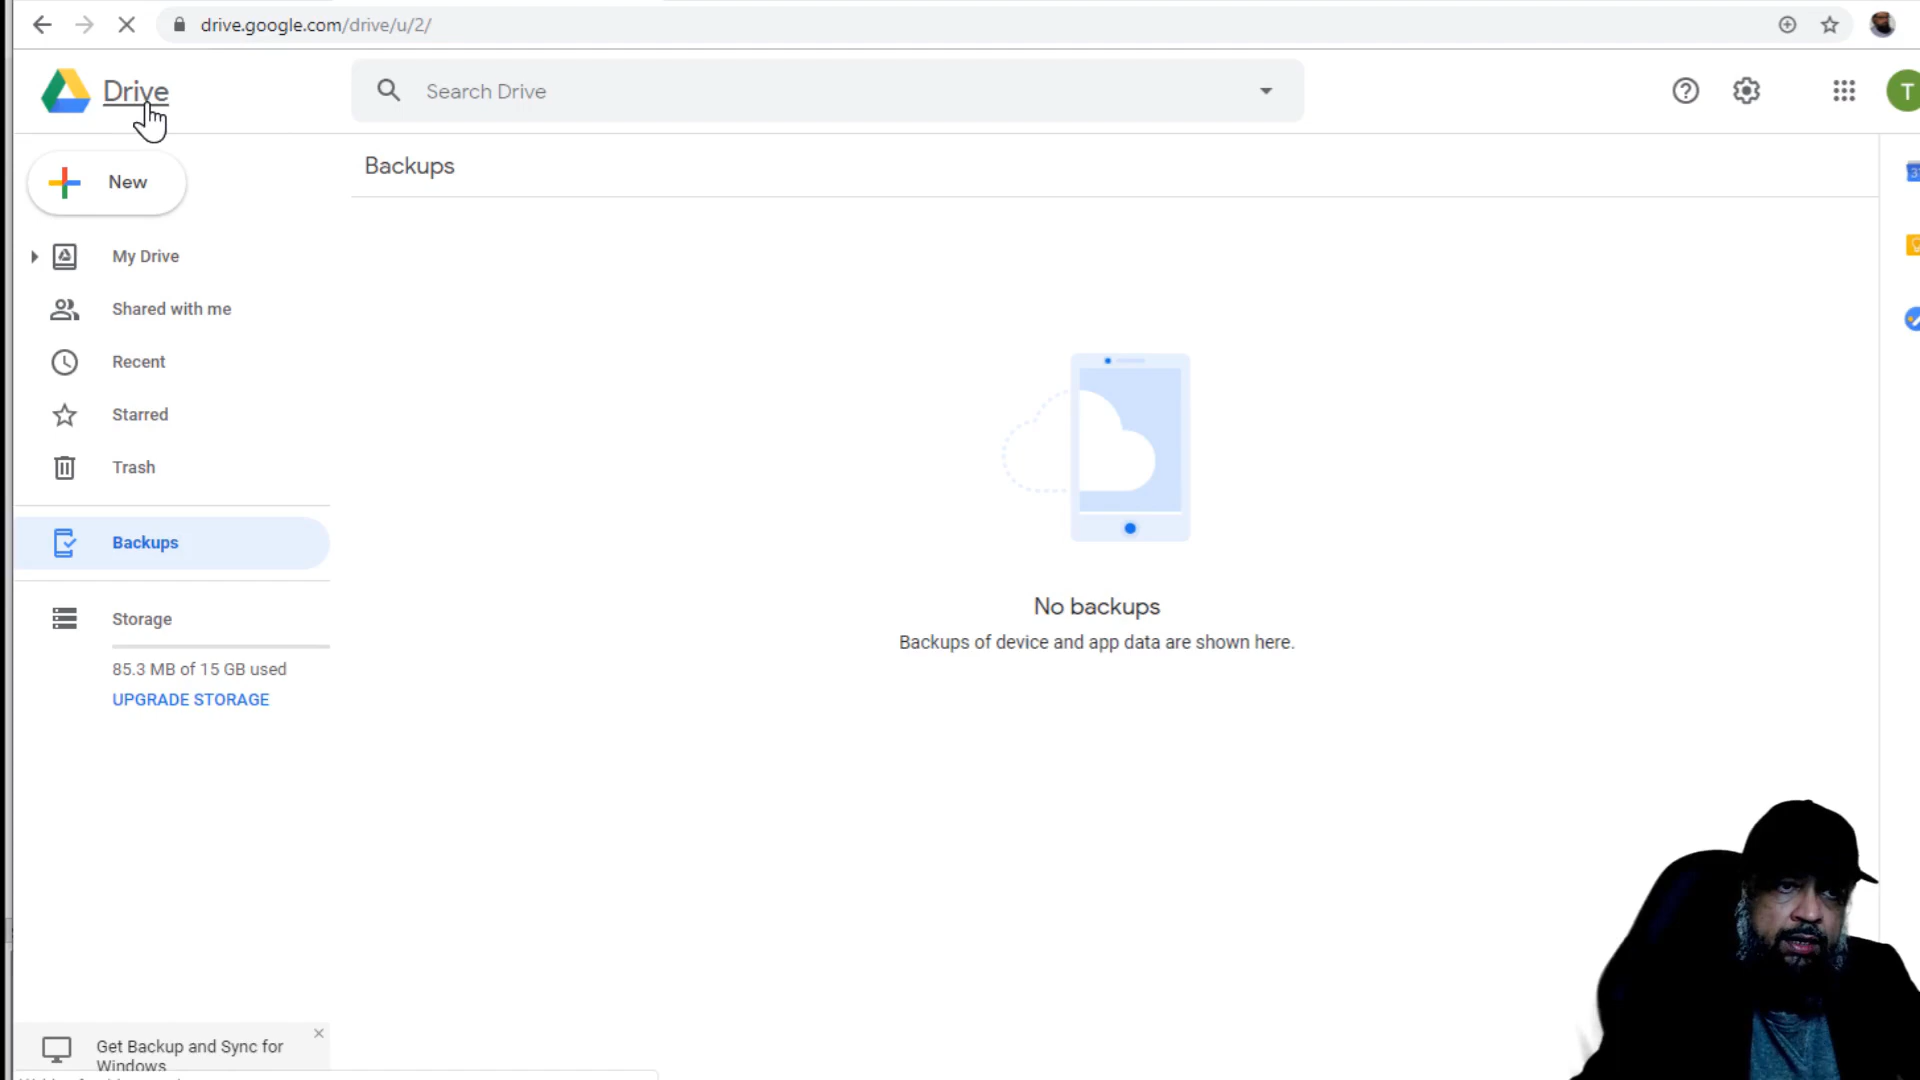 drive.google.com/drive/u/2/
Drive
Search Drive
T
New
Backups
My Drive
Shared with me
Recent
Starred
Trash
Backups
Storage
85.3 MB of 15 GB used
UPGRADE STORAGE
No backups
Backups of device and app data are shown here.
Get Backup and Sync for
Windows